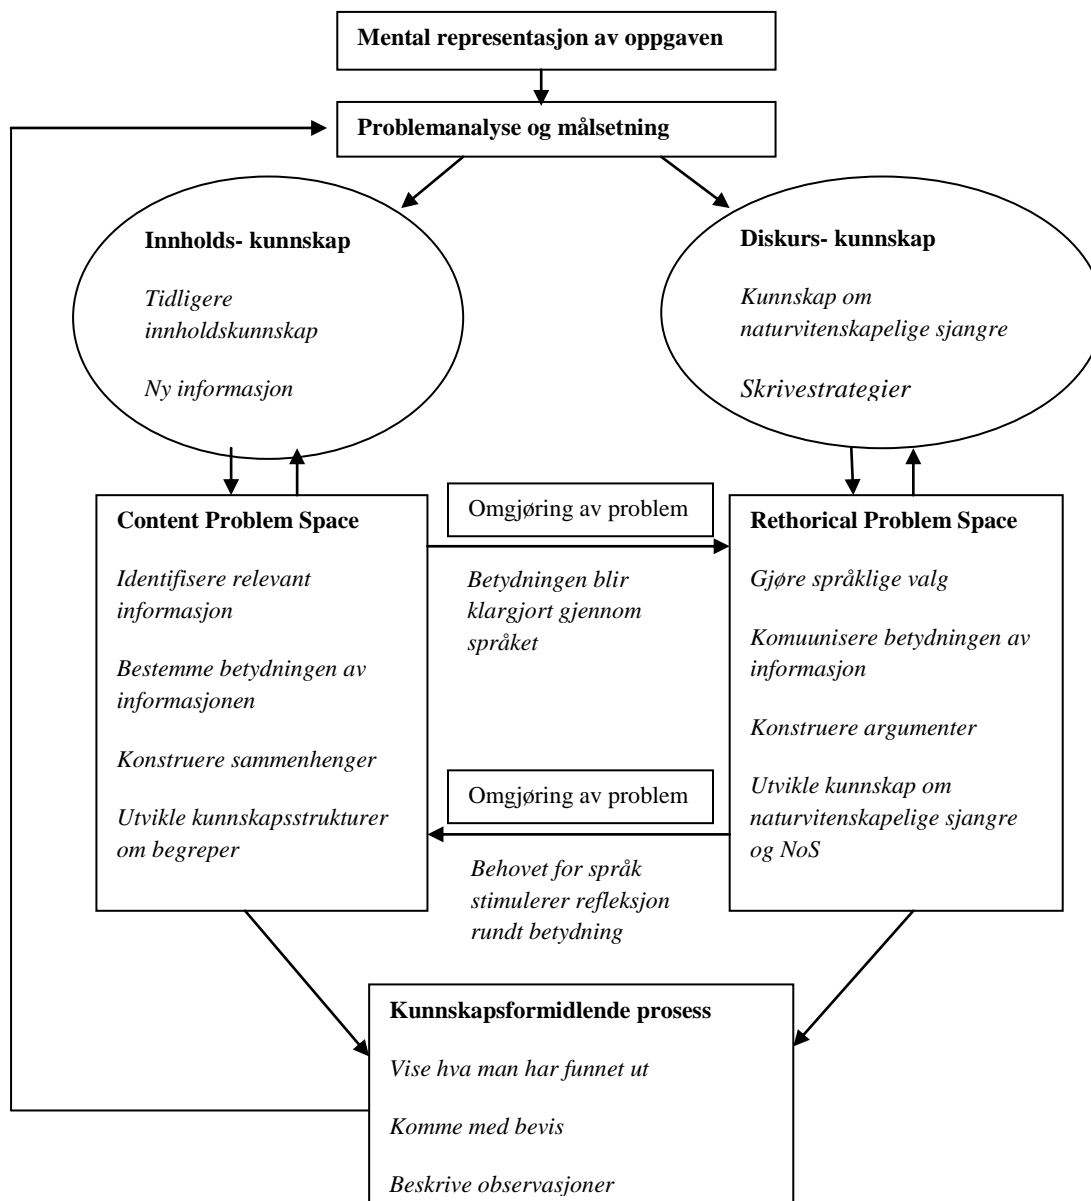 Mental representasjon av oppgaven
Problemanalyse og målsetning
Innholds- kunnskap
Tidligere
innholdskunnskap
Ny informasjon
Diskurs- kunnskap
Kunnskap om
naturvitenskapelige sjangre
Skrivestrategier
Content Problem Space
Identifisere relevant
informasjon
Bestemme betydningen av
informasjonen
Konstruere sammenhenger
Utvikle kunnskapsstrukturer
om begreper
Omgjøring av problem
Betydningen blir
klargjort gjennom
språket
Omgjøring av problem
Behovet for språk
stimulerer refleksjon
rundt betydning
Rethorical Problem Space
Gjøre språklige valg
Komuunisere betydningen av
informasjon
Konstruere argumenter
Utvikle kunnskap om
naturvitenskapelige sjangre
og NoS
Kunnskapsformidlende prosess
Vise hva man har funnet ut
Komme med bevis
Beskrive observasjoner